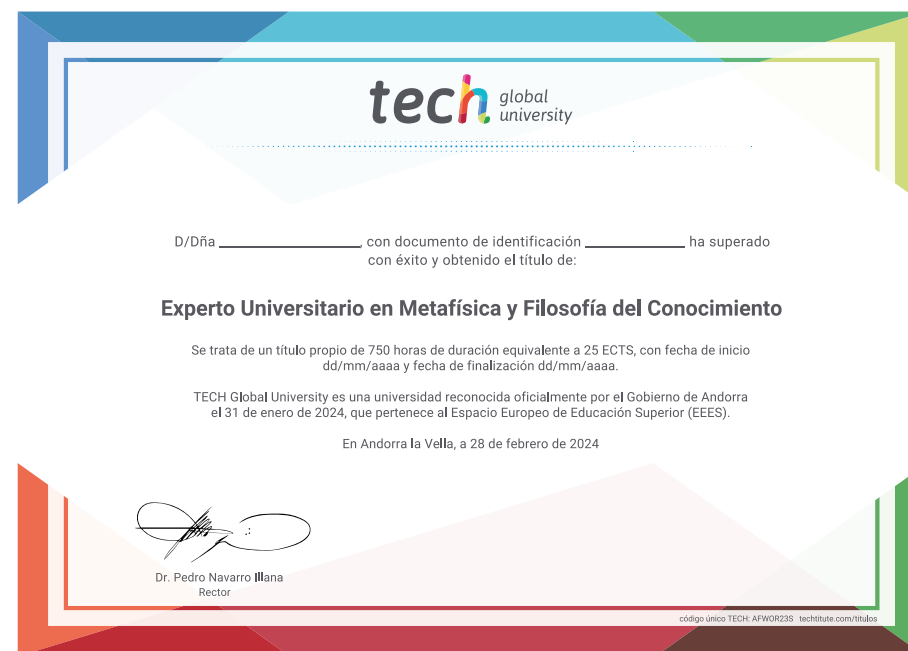 tech global
university
D/Dña ______________, con documento de identificación ____________ ha superado
con éxito y obtenido el título de:
Experto Universitario en Metafísica y Filosofía del Conocimiento
Se trata de un título propio de 750 horas de duración equivalente a 25 ECTS, con fecha de inicio
dd/mm/aaaa y fecha de finalización dd/mm/aaaa.
TECH Global University es una universidad reconocida oficialmente por el Gobierno de Andorra
el 31 de enero de 2024, que pertenece al Espacio Europeo de Educación Superior (EEES).
En Andorra la Vella, a 28 de febrero de 2024
Dr. Pedro Navarro Illana
Rector
código único TECH: AFWOR23S techtitute.com/titulos